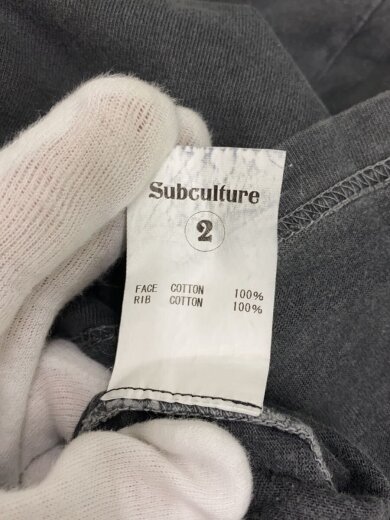 Subculture
2
FACE COTTON 100%
RIB COTTON 100%